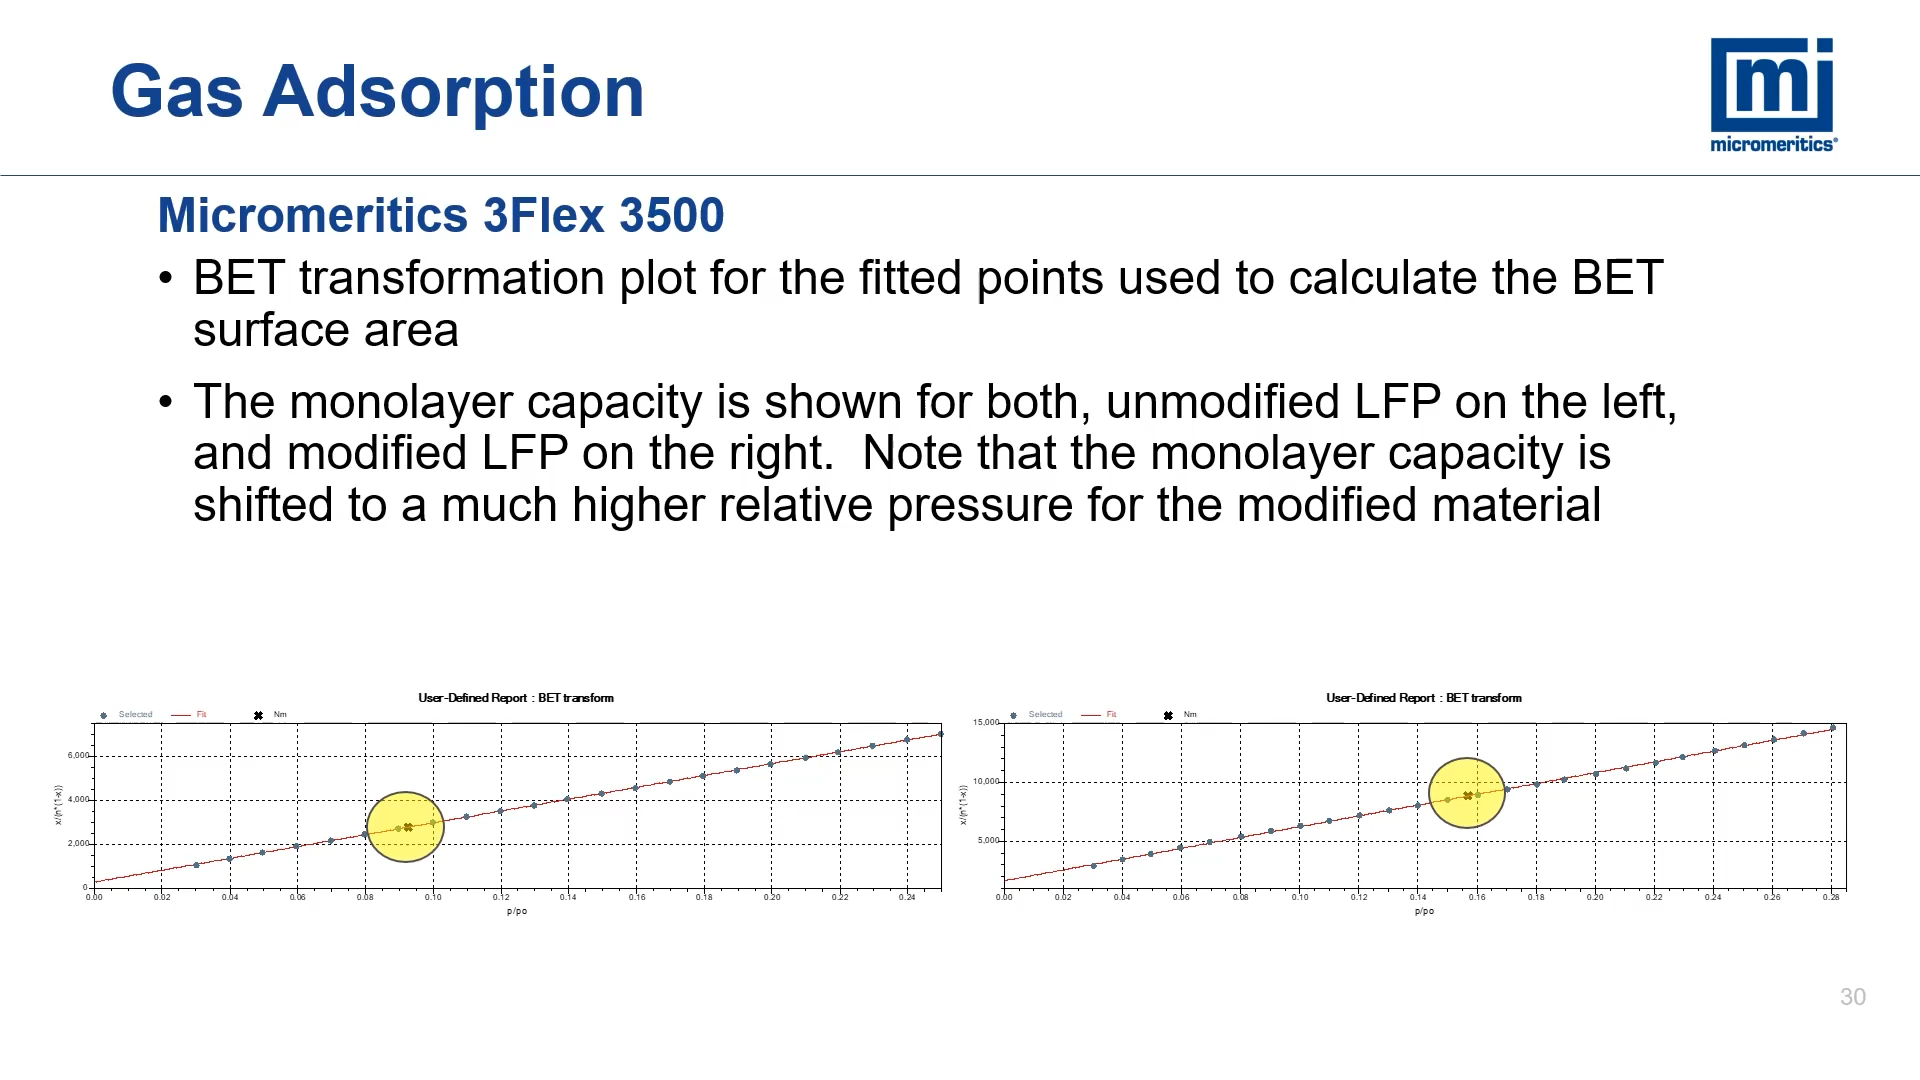 Gas Adsorption
mi
micromeritics®
Micromeritics 3Flex 3500
• BET transformation plot for the fitted points used to calculate the BET
surface area
• The monolayer capacity is shown for both, unmodified LFP on the left,
and modified LFP on the right.  Note that the monolayer capacity is
shifted to a much higher relative pressure for the modified material
User-Defined Report : BET transform
Selected Fit Nm
x/(n*(1-x))
6,000
4,000
2,000
0
0.00 0.02 0.04 0.06 0.08 0.10 0.12 0.14 0.16 0.18 0.20 0.22 0.24
p/po
User-Defined Report : BET transform
Selected Fit Nm
x/(n*(1-x))
15,000
10,000
5,000
0.00 0.02 0.04 0.06 0.08 0.10 0.12 0.14 0.16 0.18 0.20 0.22 0.24 0.26 0.28
p/po
30